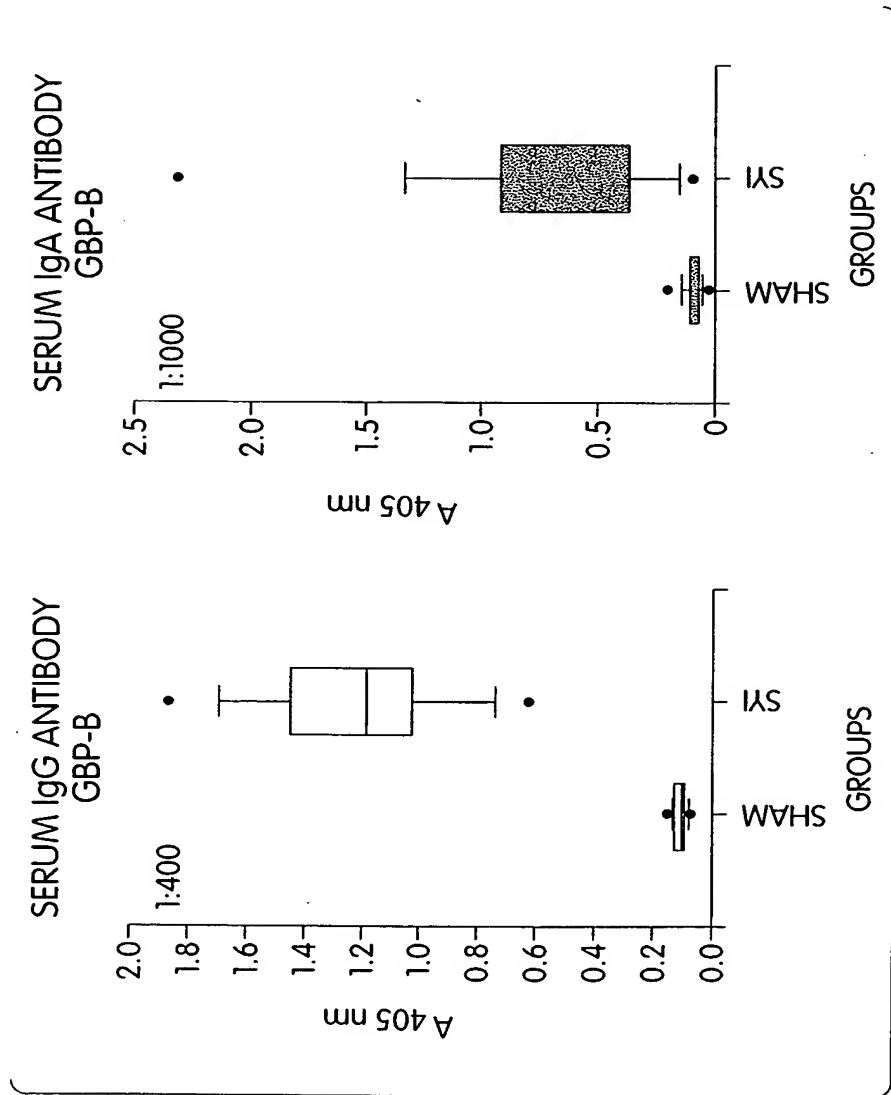 SERUM IgG ANTIBODY
GBP-B
1:400
A 405 nm
2.0
1.8
1.6
1.4
1.2
1.0
0.8
0.6
0.4
0.2
0.0
SHAM
SYI
GROUPS
SERUM IgA ANTIBODY
GBP-B
1:1000
A 405 nm
2.5
2.0
1.5
1.0
0.5
0
SHAM
SYI
GROUPS